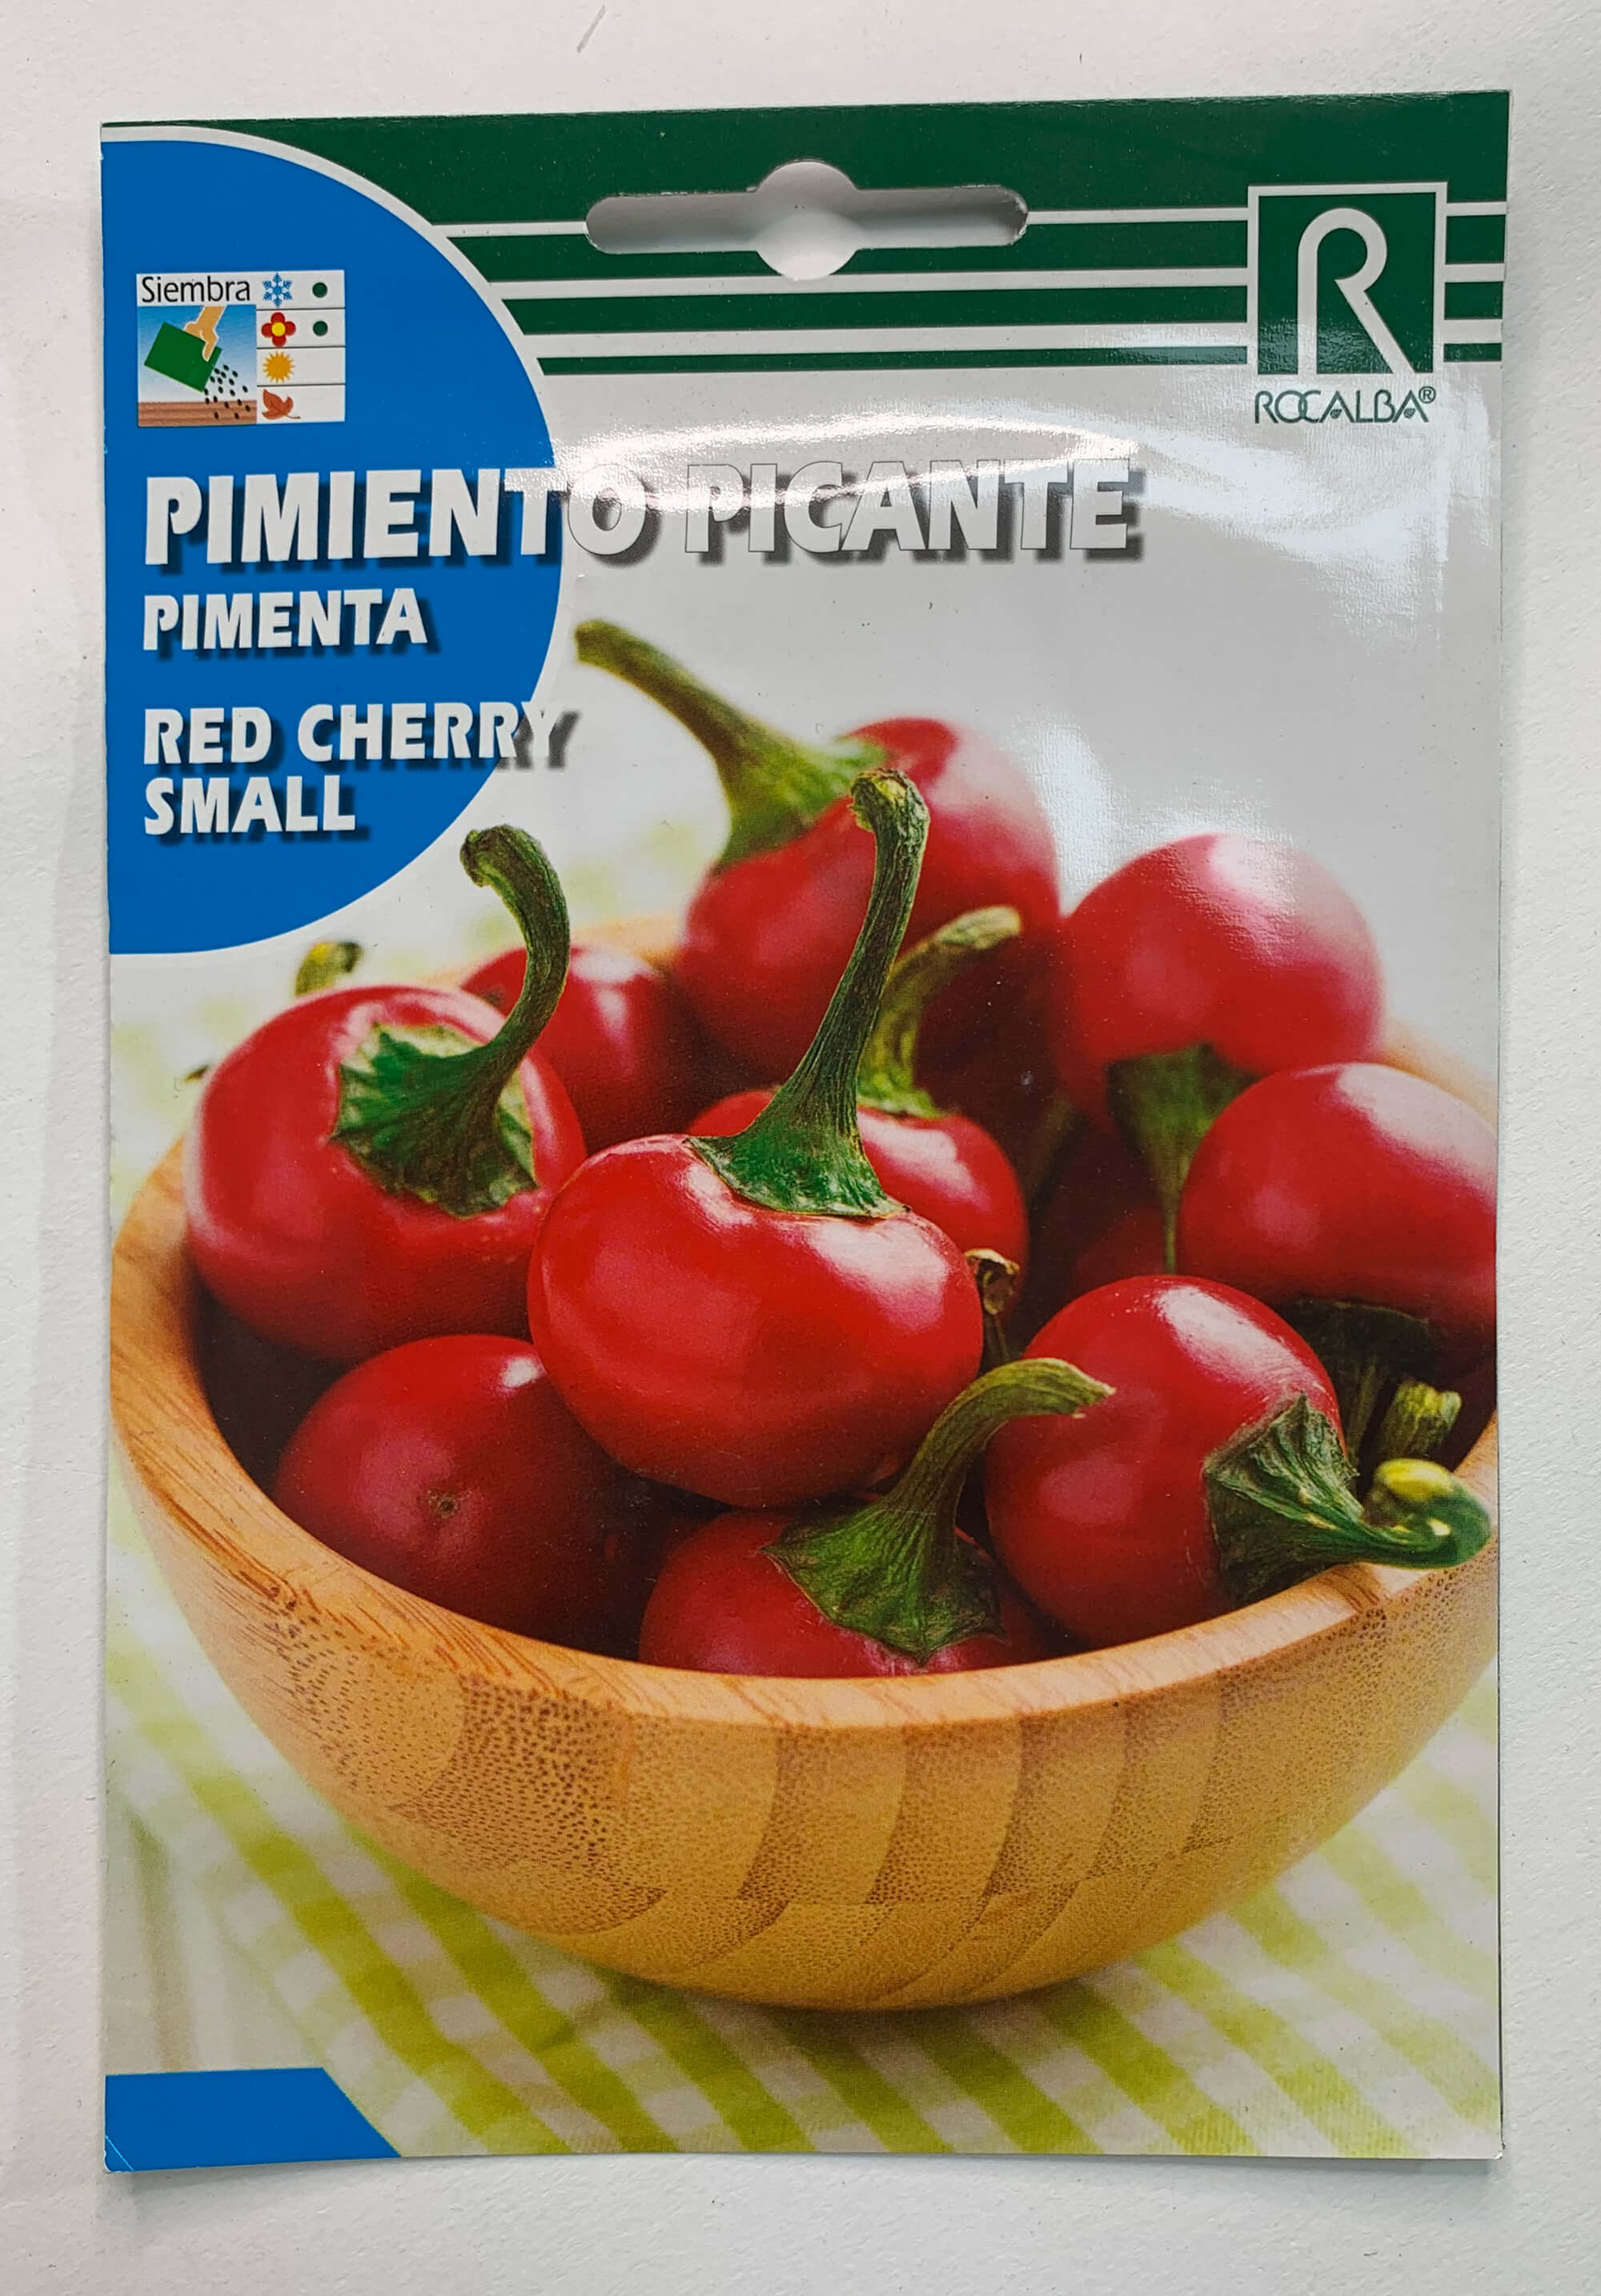 Siembra
R
ROCALBA®
PIMIENTO PICANTE
PIMENTA
RED CHERRY
SMALL